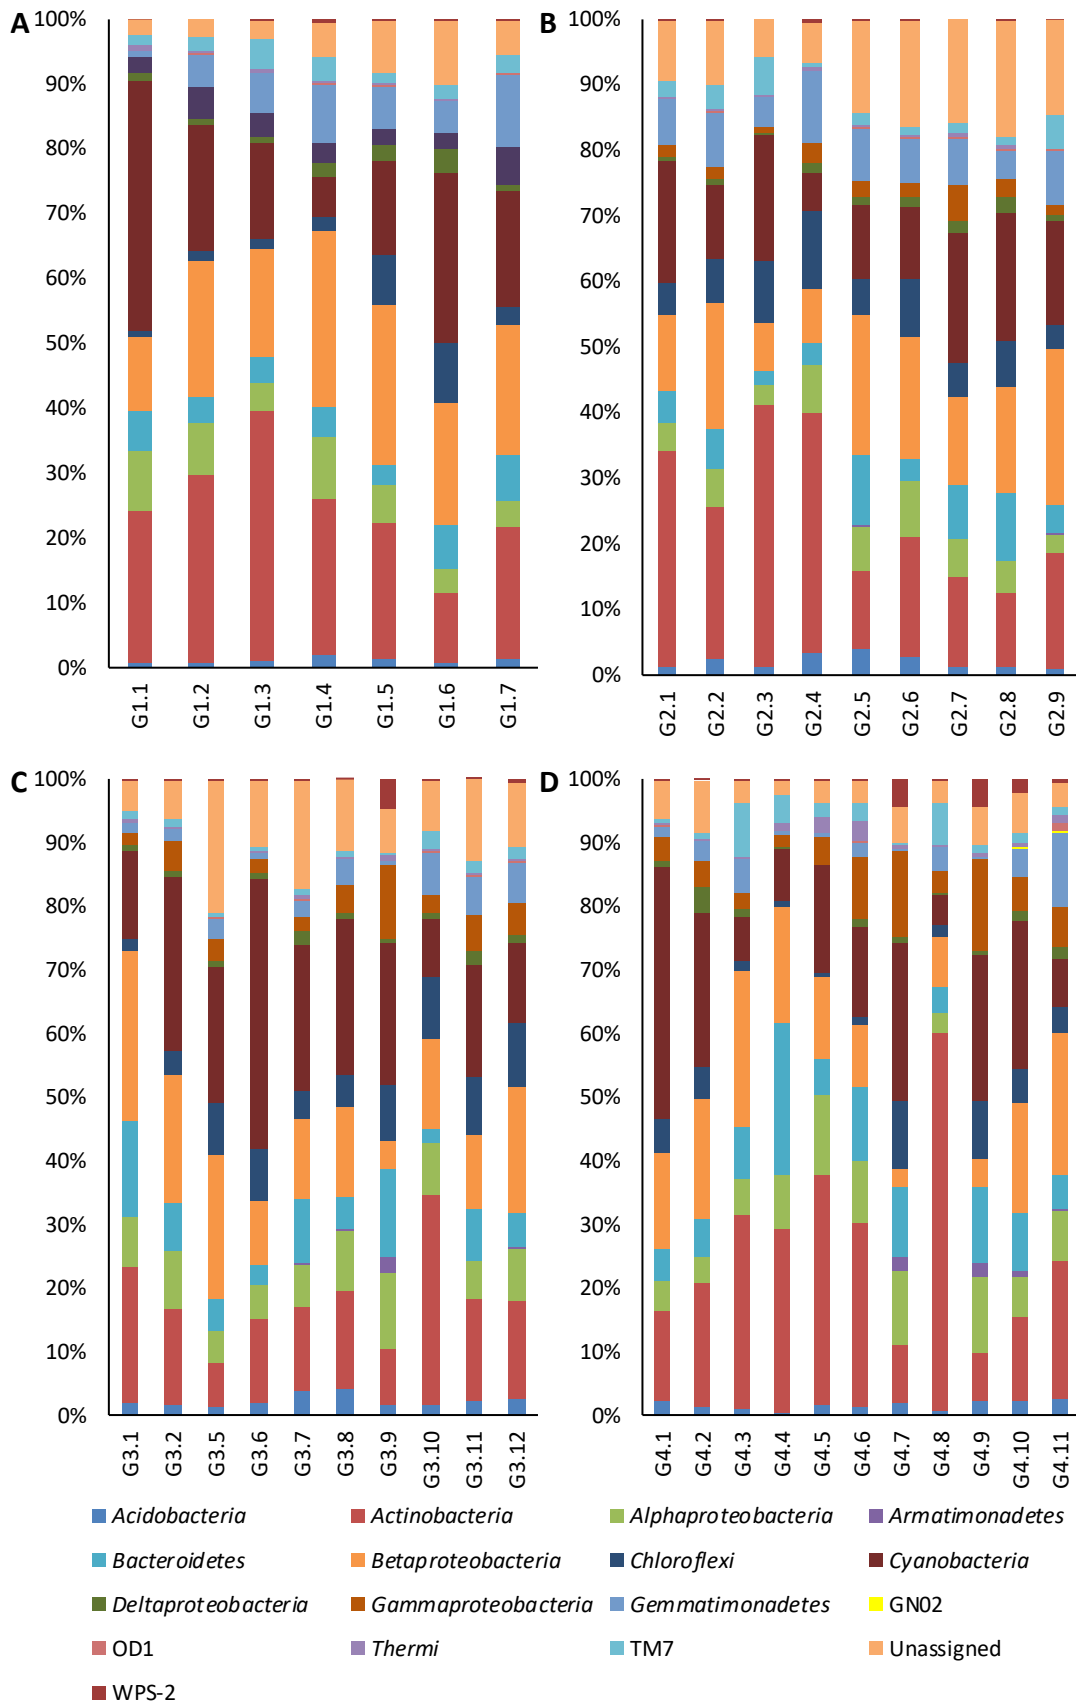 A
100%
90%
80%
70%
60%
50%
40%
30%
20%
10%
0%
G1.1
G1.2
G1.3
G1.4
G1.5
G1.6
G1.7
B
100%
90%
80%
70%
60%
50%
40%
30%
20%
10%
0%
G2.1
G2.2
G2.3
G2.4
G2.5
G2.6
G2.7
G2.8
G2.9
C
100%
90%
80%
70%
60%
50%
40%
30%
20%
10%
0%
G3.1
G3.2
G3.5
G3.6
G3.7
G3.8
G3.9
G3.10
G3.11
G3.12
D
100%
90%
80%
70%
60%
50%
40%
30%
20%
10%
0%
G4.1
G4.2
G4.3
G4.4
G4.5
G4.6
G4.7
G4.8
G4.9
G4.10
G4.11
Acidobacteria Actinobacteria Alphaproteobacteria Armatimonadetes
Bacteroidetes Betaproteobacteria Chloroflexi Cyanobacteria
Deltaproteobacteria Gammaproteobacteria Gemmatimonadetes GN02
OD1 Thermi TM7 Unassigned
WPS-2